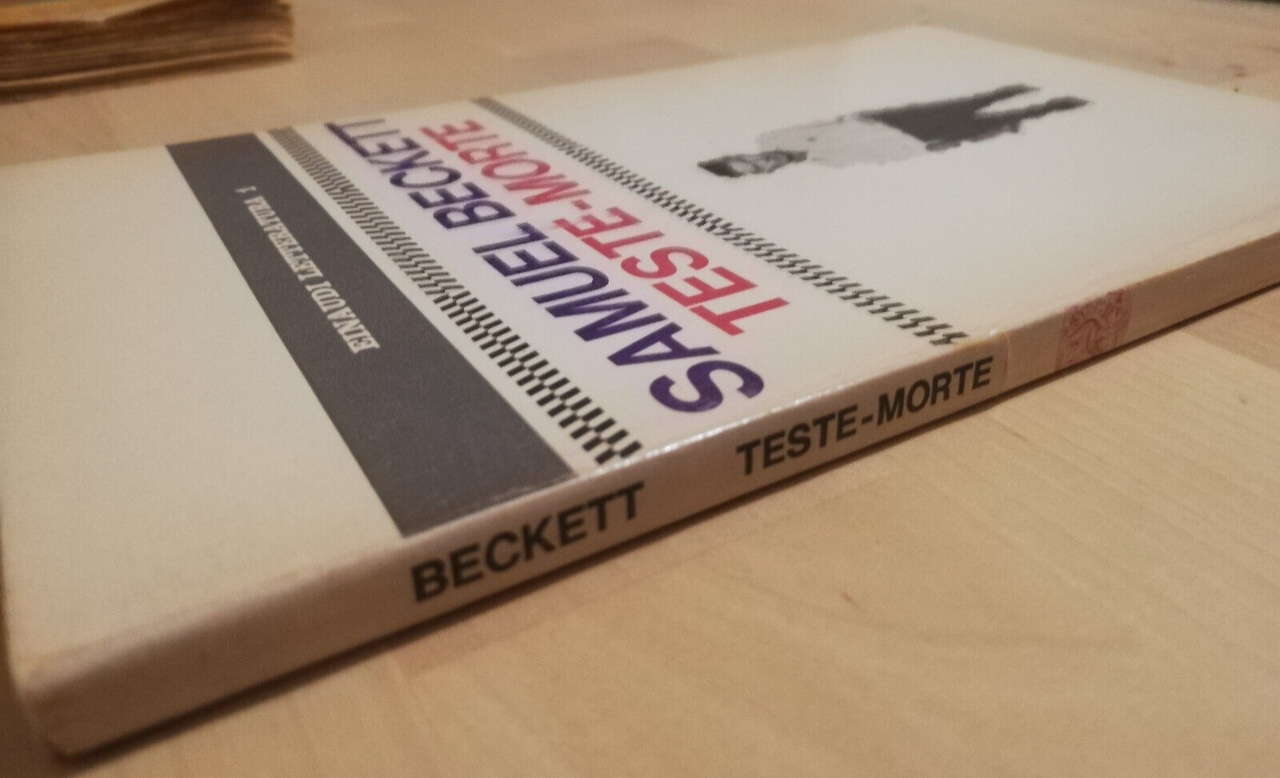 EINAUDI LETTERATURA 1
SAMUEL BECKETT
TESTE-MORTE
BECKETT TESTE-MORTE